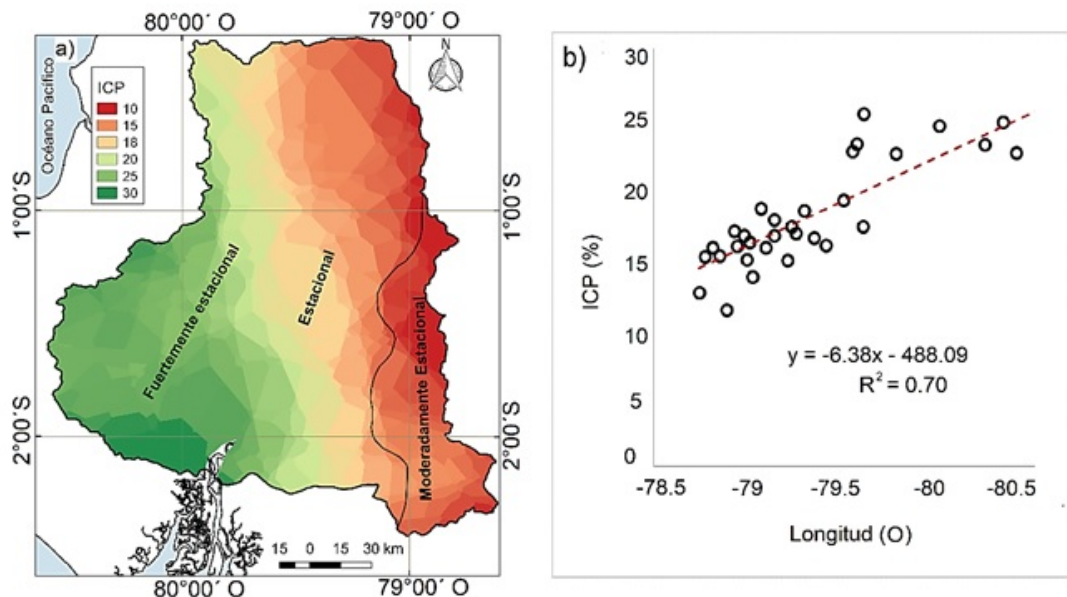 80°00´ O
79°00´ O
a)
N
Océano Pacífico
ICP
10
15
18
20
25
30
1°00´S
1°00´S
Fuertemente estacional
Estacional
Moderadamente Estacional
2°00´S
2°00´S
15 0 15 30 km
80°00´ O
79°00´ O
b)
30
25
20
15
10
5
0
ICP (%)
y = -6.38x - 488.09
R² = 0.70
-78.5 -79 -79.5 -80 -80.5
Longitud (O)